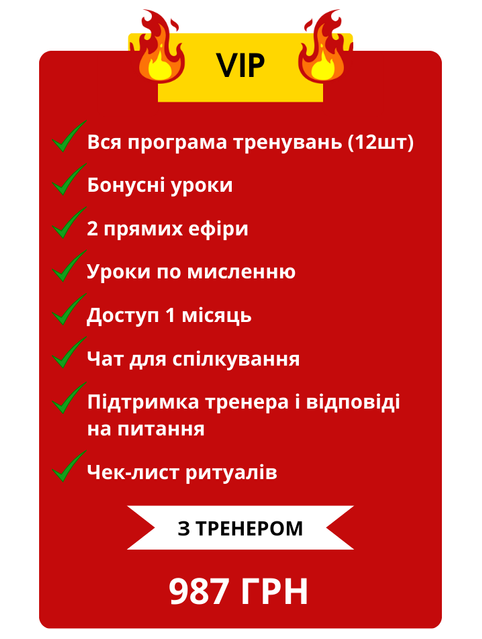 VIP
Вся програма тренувань (12шт)
Бонусні уроки
2 прямих ефіри
Уроки по мисленню
Доступ 1 місяць
Чат для спілкування
Підтримка тренера і відповіді
на питання
Чек-лист ритуалів
З ТРЕНЕРОМ
987 ГРН